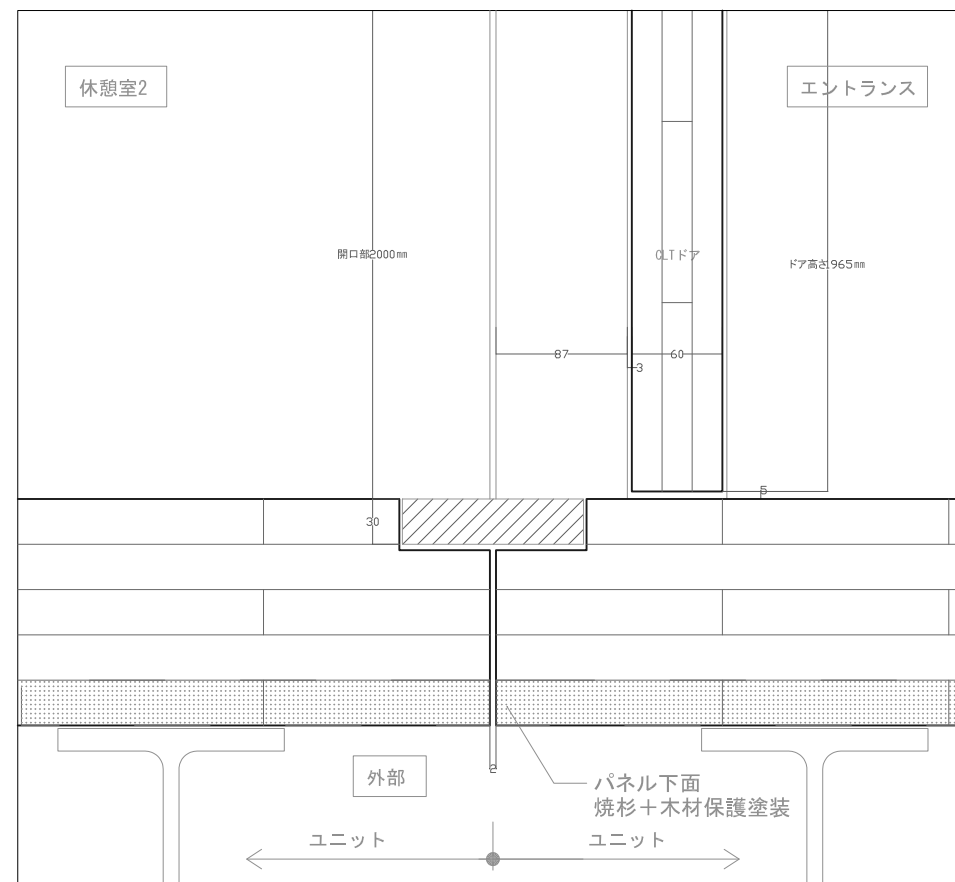 休憩室2
エントランス
開口部2000mm
CLTドア
ドア高さ1965mm
87
60
3
5
30
外部
2
パネル下面
焼杉＋木材保護塗装
ユニット
ユニット